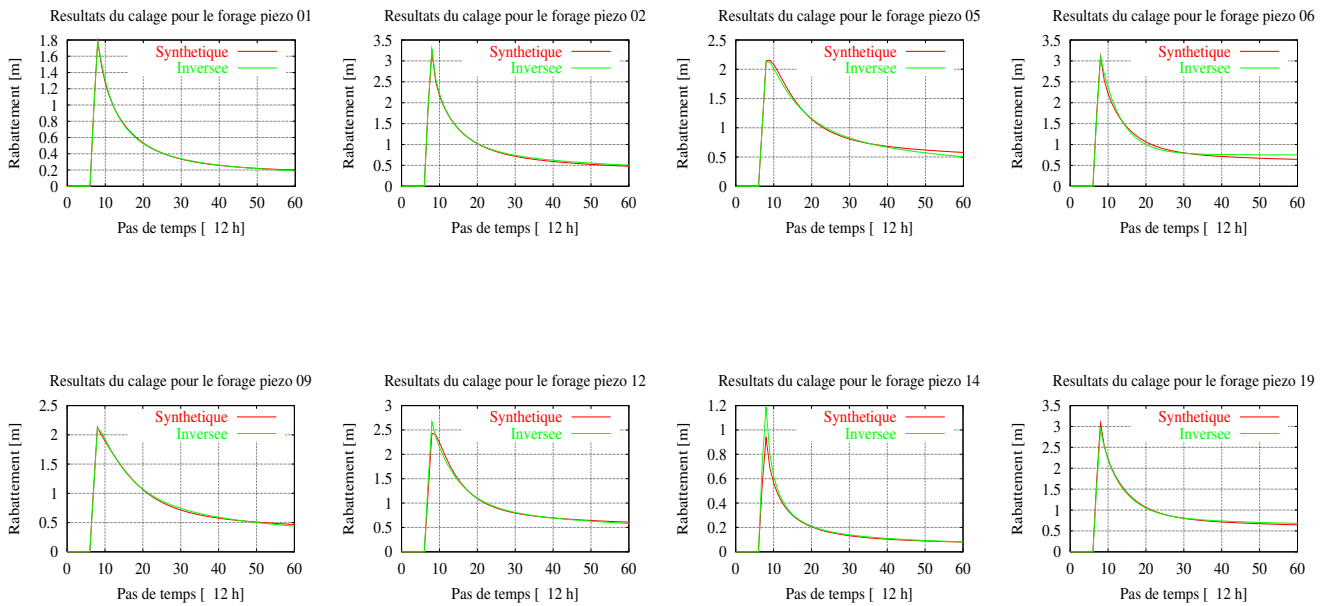 Resultats du calage pour le forage piezo 01
Rabattement [m]
1.8
1.6
1.4
1.2
1
0.8
0.6
0.4
0.2
0
Synthetique
Inversee
0 10 20 30 40 50 60
Pas de temps [ 12 h]
Resultats du calage pour le forage piezo 02
Rabattement [m]
3.5
3
2.5
2
1.5
1
0.5
0
Synthetique
Inversee
0 10 20 30 40 50 60
Pas de temps [ 12 h]
Resultats du calage pour le forage piezo 05
Rabattement [m]
2.5
2
1.5
1
0.5
0
Synthetique
Inversee
0 10 20 30 40 50 60
Pas de temps [ 12 h]
Resultats du calage pour le forage piezo 06
Rabattement [m]
3.5
3
2.5
2
1.5
1
0.5
0
Synthetique
Inversee
0 10 20 30 40 50 60
Pas de temps [ 12 h]
Resultats du calage pour le forage piezo 09
Rabattement [m]
2.5
2
1.5
1
0.5
0
Synthetique
Inversee
0 10 20 30 40 50 60
Pas de temps [ 12 h]
Resultats du calage pour le forage piezo 12
Rabattement [m]
3
2.5
2
1.5
1
0.5
0
Synthetique
Inversee
0 10 20 30 40 50 60
Pas de temps [ 12 h]
Resultats du calage pour le forage piezo 14
Rabattement [m]
1.2
1
0.8
0.6
0.4
0.2
0
Synthetique
Inversee
0 10 20 30 40 50 60
Pas de temps [ 12 h]
Resultats du calage pour le forage piezo 19
Rabattement [m]
3.5
3
2.5
2
1.5
1
0.5
0
Synthetique
Inversee
0 10 20 30 40 50 60
Pas de temps [ 12 h]